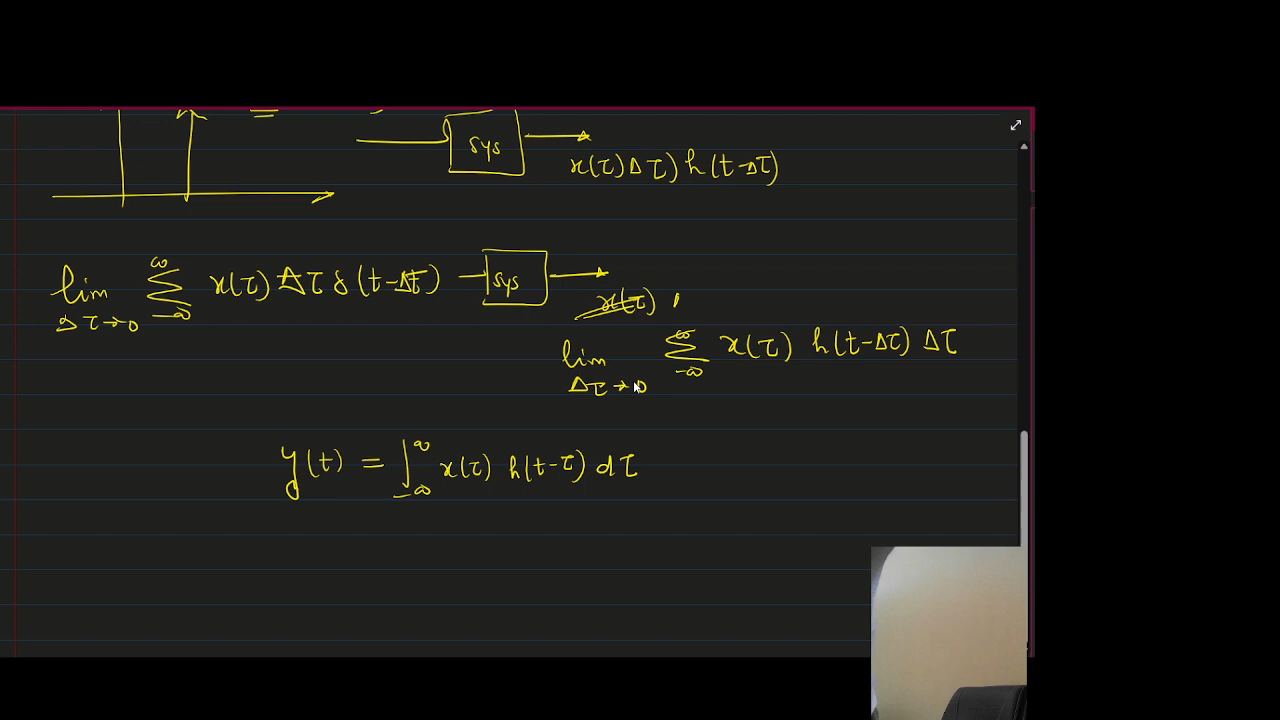 sys
x(τ)Δτ) h(t-Δτ)
lim Δτ→0 ∑ -∞ ∞ x(τ) Δτ δ(t-Δτ) sys
x(τ)
lim Δτ→0 ∑ -∞ ∞ x(τ) h(t-Δτ) Δτ
y(t) = ∫ -∞ ∞ x(τ) h(t-τ) dτ